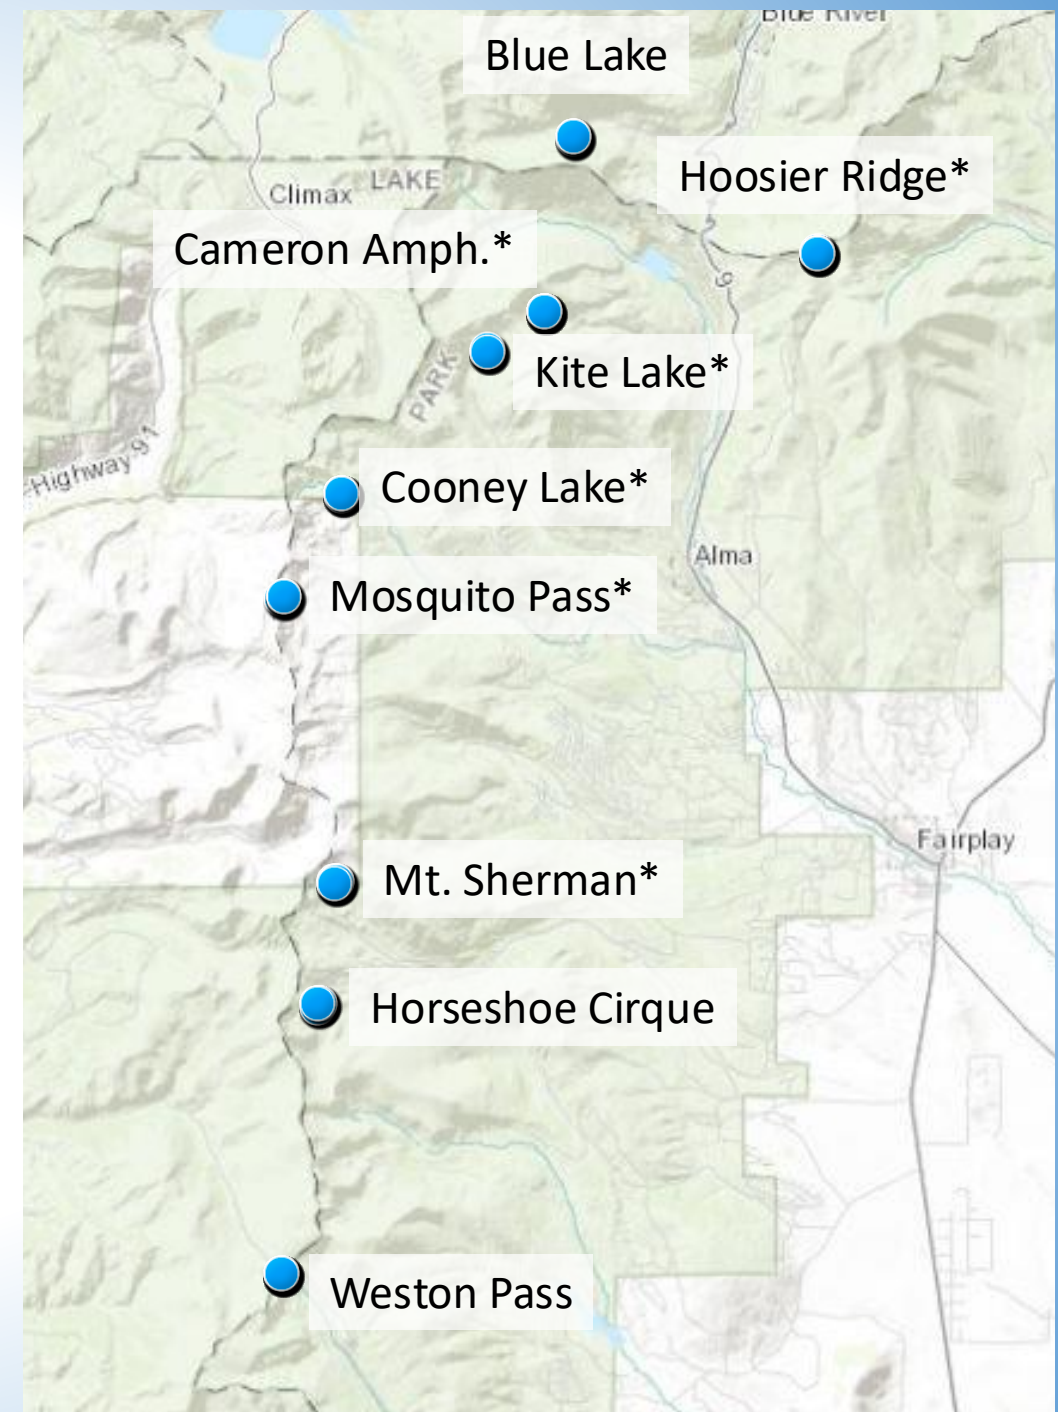 Blue River
Blue Lake
Hoosier Ridge*
Climax
LAKE
Cameron Amph.*
9
PARK
Kite Lake*
Highway 91
Cooney Lake*
Alma
Mosquito Pass*
Fairplay
Mt. Sherman*
Horseshoe Cirque
Weston Pass